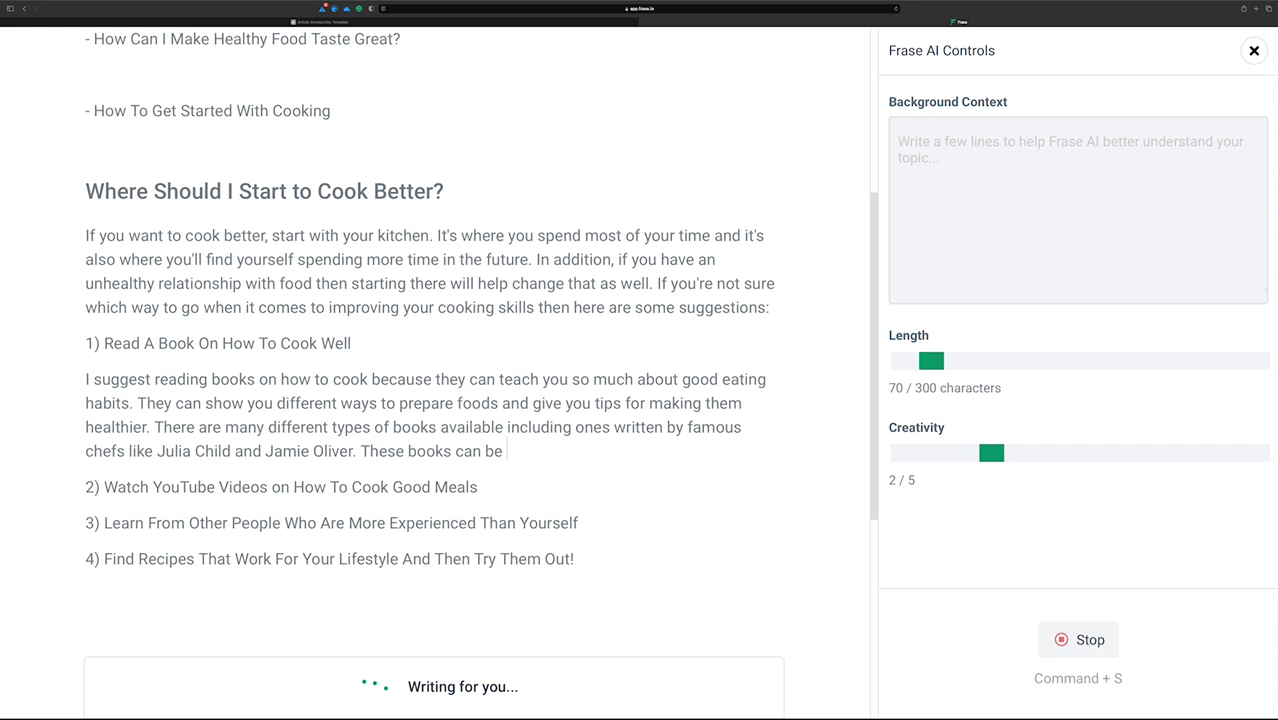 app.frase.io
Article Introduction Template
Frase
- How Can I Make Healthy Food Taste Great?
- How To Get Started With Cooking
Where Should I Start to Cook Better?
If you want to cook better, start with your kitchen. It's where you spend most of your time and it's
also where you'll find yourself spending more time in the future. In addition, if you have an
unhealthy relationship with food then starting there will help change that as well. If you're not sure
which way to go when it comes to improving your cooking skills then here are some suggestions:
1) Read A Book On How To Cook Well
I suggest reading books on how to cook because they can teach you so much about good eating
habits. They can show you different ways to prepare foods and give you tips for making them
healthier. There are many different types of books available including ones written by famous
chefs like Julia Child and Jamie Oliver. These books can be
2) Watch YouTube Videos on How To Cook Good Meals
3) Learn From Other People Who Are More Experienced Than Yourself
4) Find Recipes That Work For Your Lifestyle And Then Try Them Out!
Writing for you...
Frase AI Controls
Background Context
Write a few lines to help Frase AI better understand your
topic...
Length
70 / 300 characters
Creativity
2 / 5
Stop
Command + S